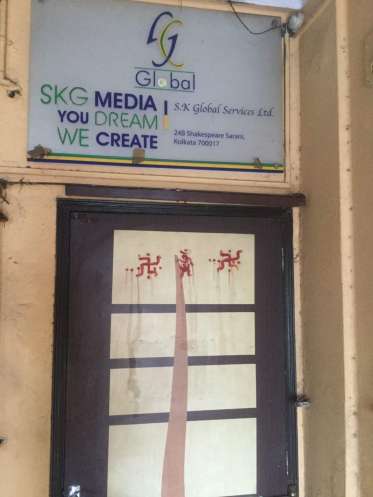 Global
SKG MEDIA
YOU DREAM
WE CREATE
S.K Global Services Ltd.
24B Shakespeare Sarani,
Kolkata 700017